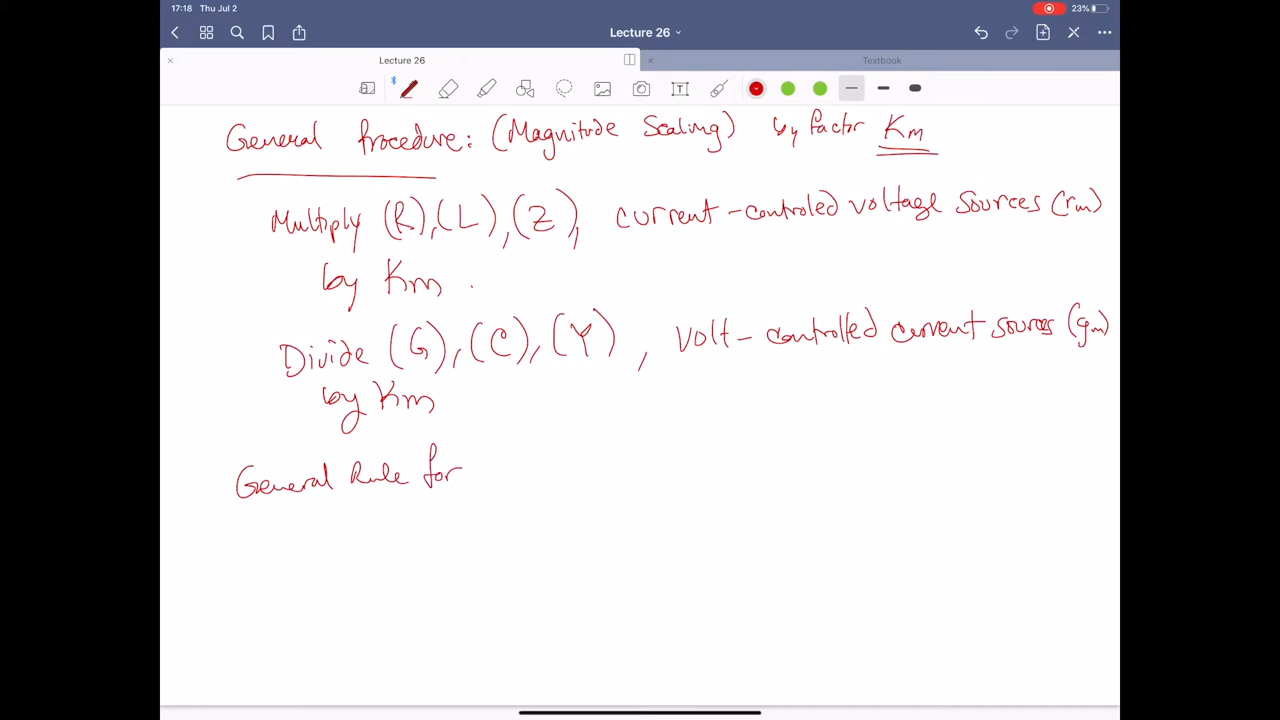 17:18 Thu Jul 2
23%
Lecture 26
Lecture 26
Textbook
General Procedure: (Magnitude Scaling) by factor Km
Multiply (R), (L), (Z), current-controled voltage sources (rm)
by Km.
Divide (G), (C), (Y), volt-controlled current sources (gm)
by Km
General Rule for